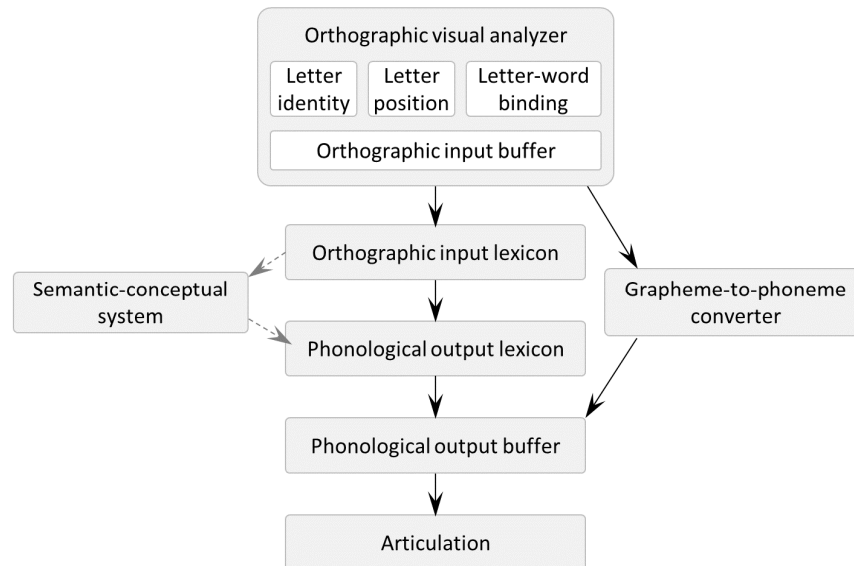 Orthographic visual analyzer
Letter
identity
Letter
position
Letter-word
binding
Orthographic input buffer
Orthographic input lexicon
Semantic-conceptual
system
Grapheme-to-phoneme
converter
Phonological output lexicon
Phonological output buffer
Articulation